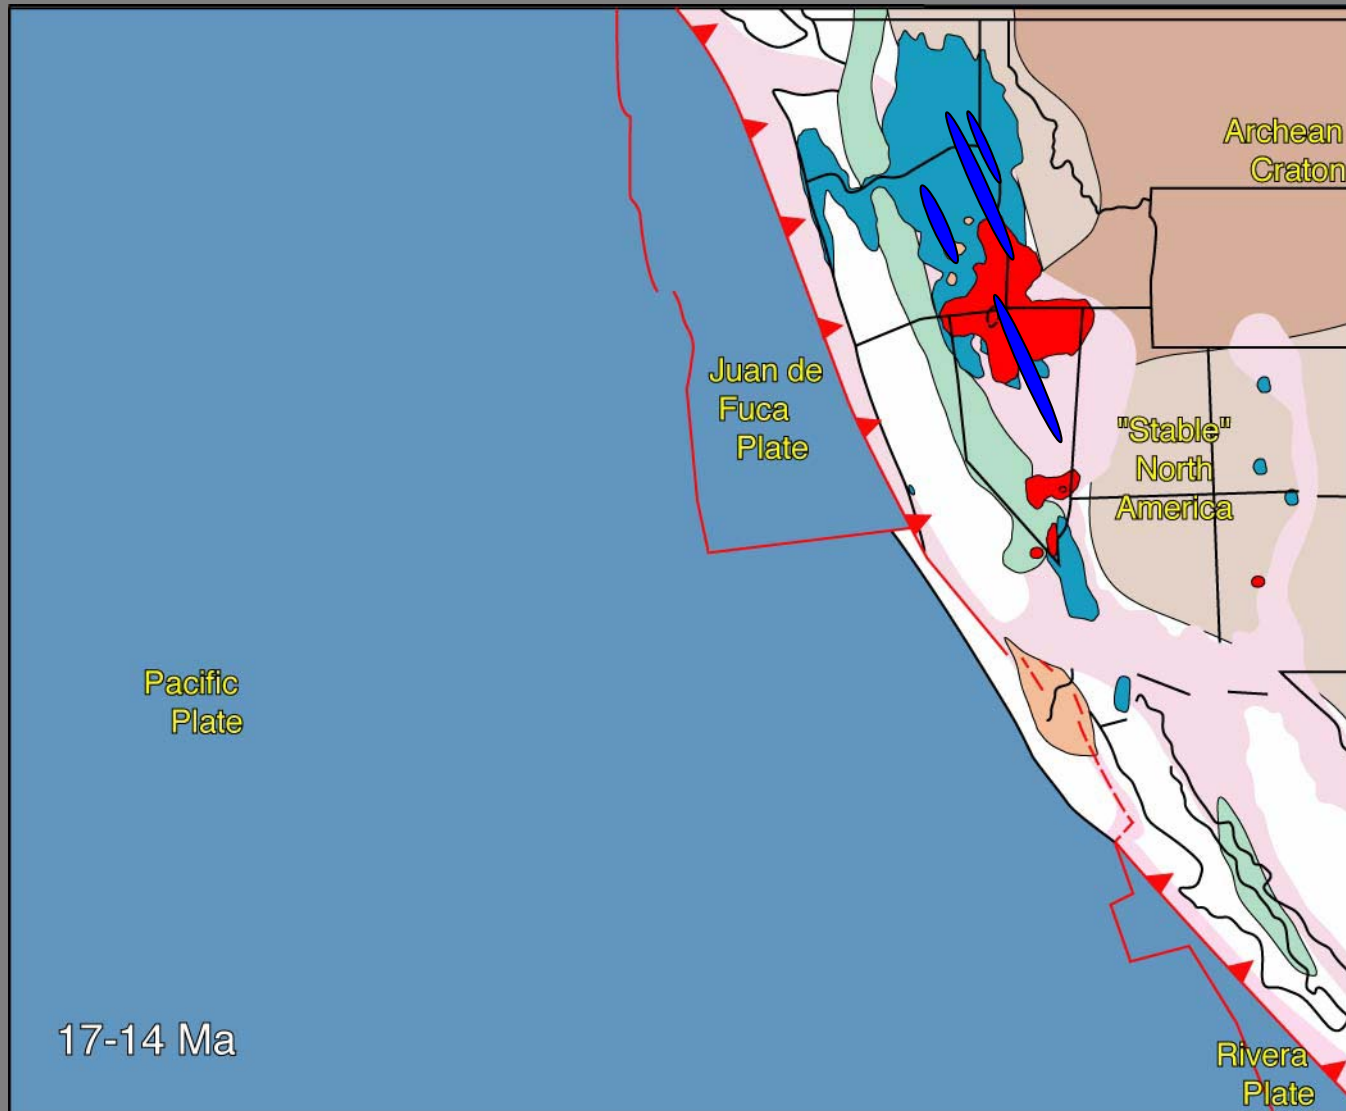 Archean
Craton
Juan de
Fuca
Plate
"Stable"
North
America
Pacific
Plate
17-14 Ma
Rivera
Plate